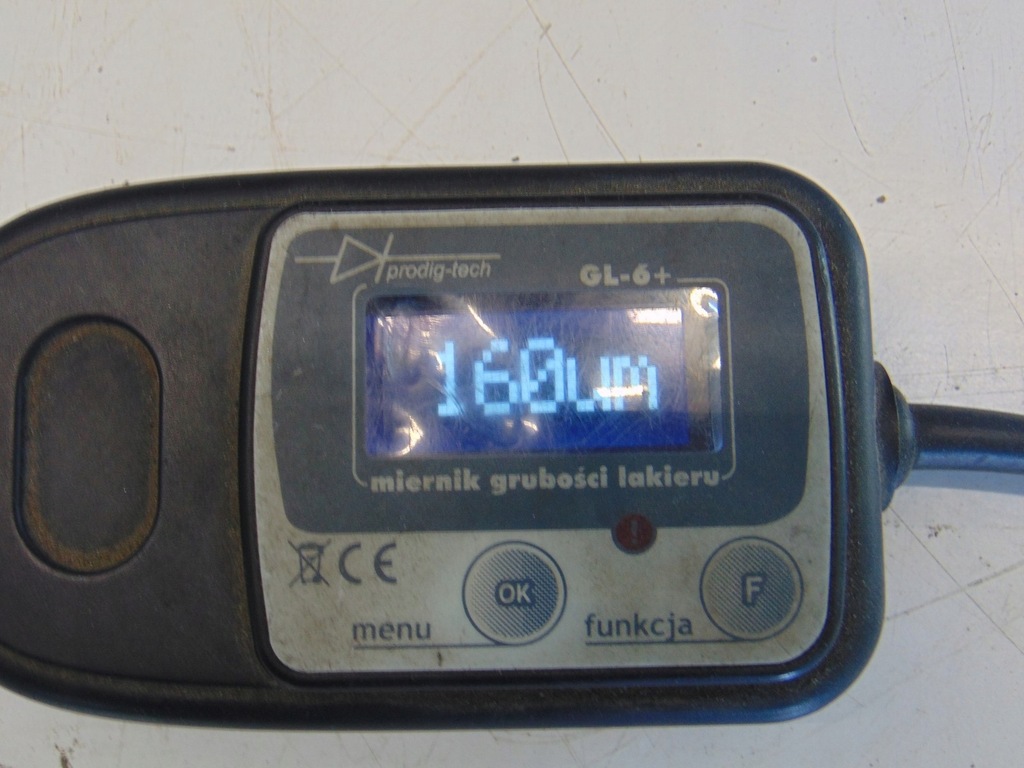 prodig-tech
GL-6+
160um
miernik grubości lakieru
!
CE
OK
F
menu
funkcja